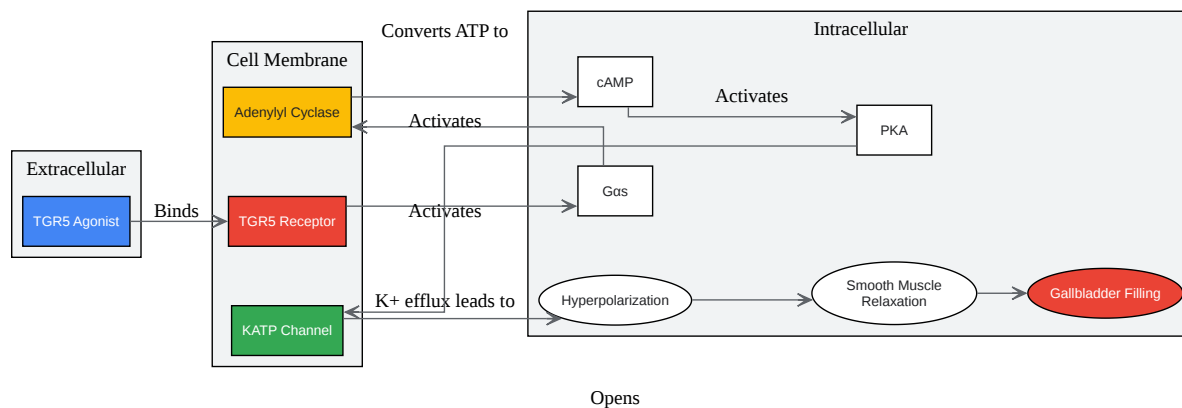 Converts ATP to
Intracellular
Cell Membrane
cAMP
Adenylyl Cyclase
Activates
Activates
PKA
Extracellular
Gαs
TGR5 Agonist
Binds
TGR5 Receptor
Activates
K+ efflux leads to
Hyperpolarization
Smooth Muscle
Relaxation
Gallbladder Filling
KATP Channel
Opens